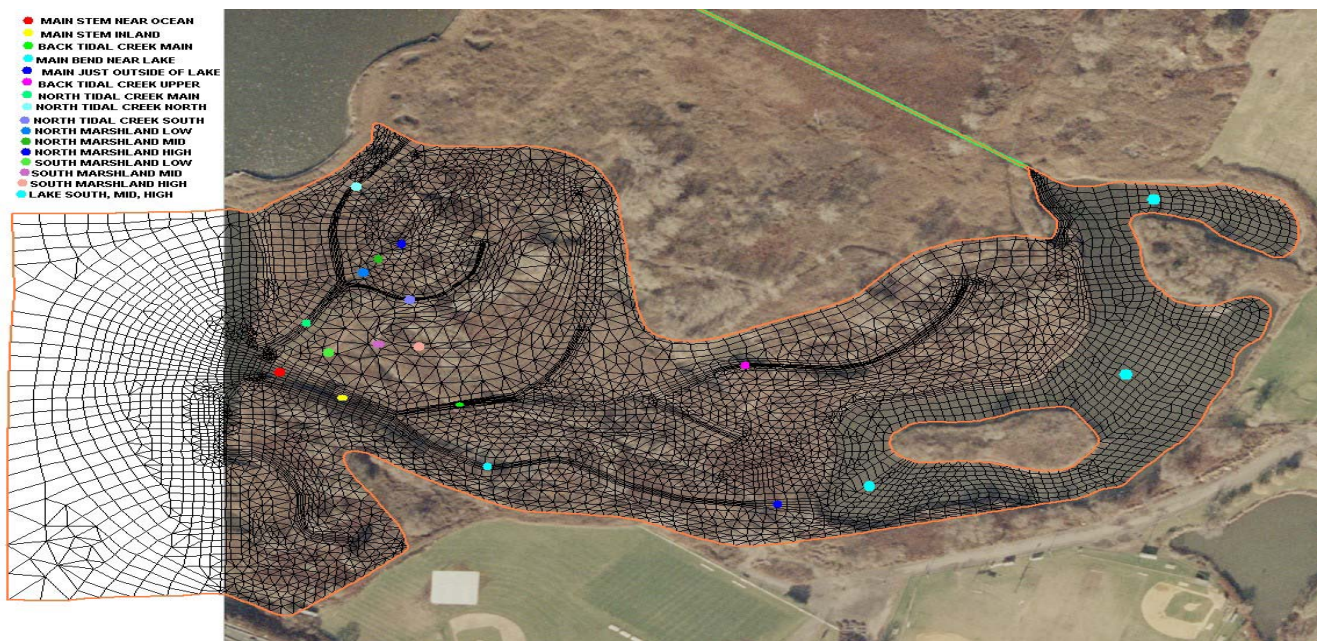 MAIN STEM NEAR OCEAN
MAIN STEM INLAND
BACK TIDAL CREEK MAIN
MAIN BEND NEAR LAKE
MAIN JUST OUTSIDE OF LAKE
BACK TIDAL CREEK UPPER
NORTH TIDAL CREEK MAIN
NORTH TIDAL CREEK NORTH
NORTH TIDAL CREEK SOUTH
NORTH MARSHLAND LOW
NORTH MARSHLAND MID
NORTH MARSHLAND HIGH
SOUTH MARSHLAND LOW
SOUTH MARSHLAND MID
SOUTH MARSHLAND HIGH
LAKE SOUTH, MID, HIGH